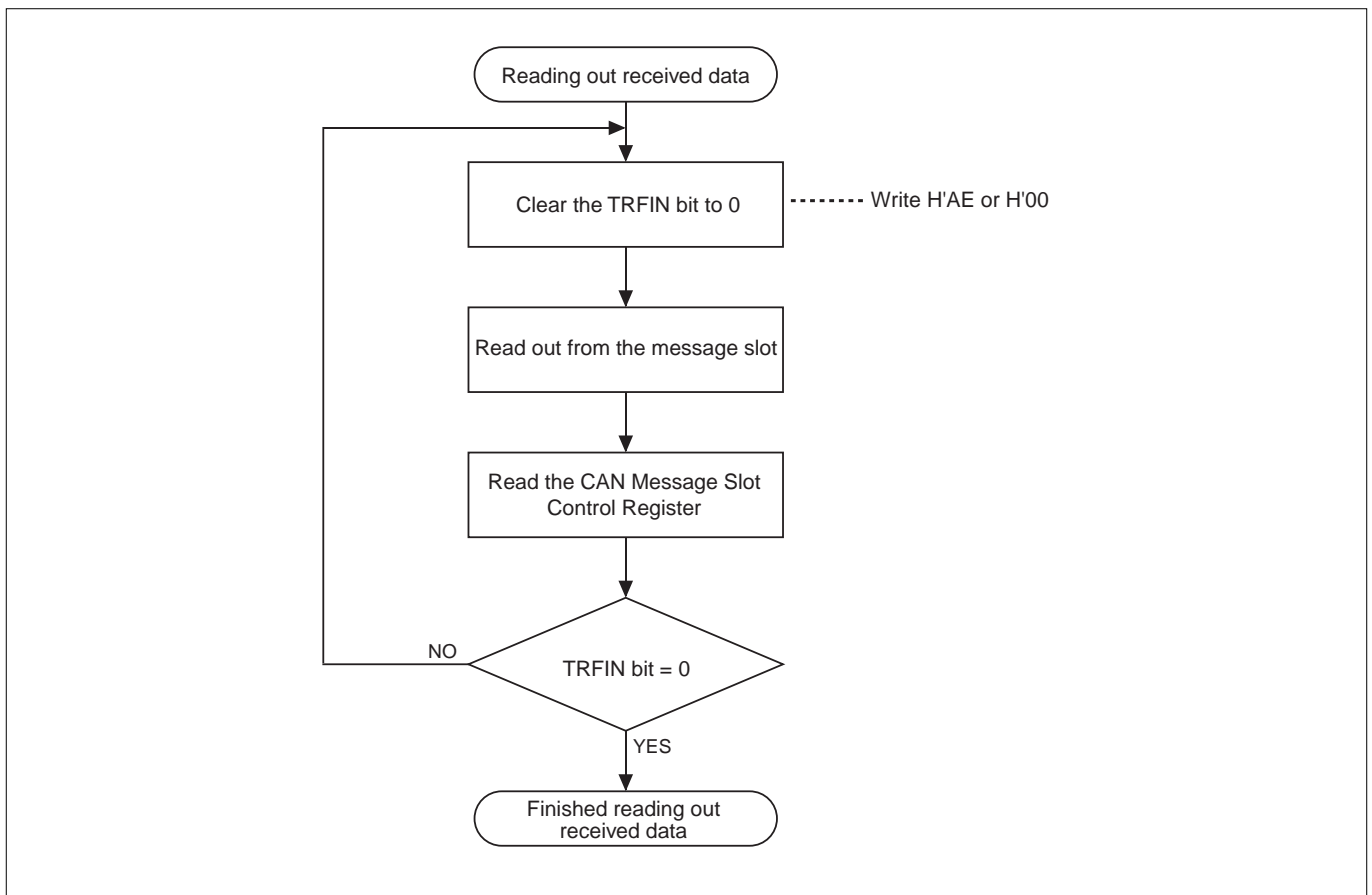 Reading out received data
Clear the TRFIN bit to 0
Write H'AE or H'00
Read out from the message slot
Read the CAN Message Slot
Control Register
NO
TRFIN bit = 0
YES
Finished reading out
received data